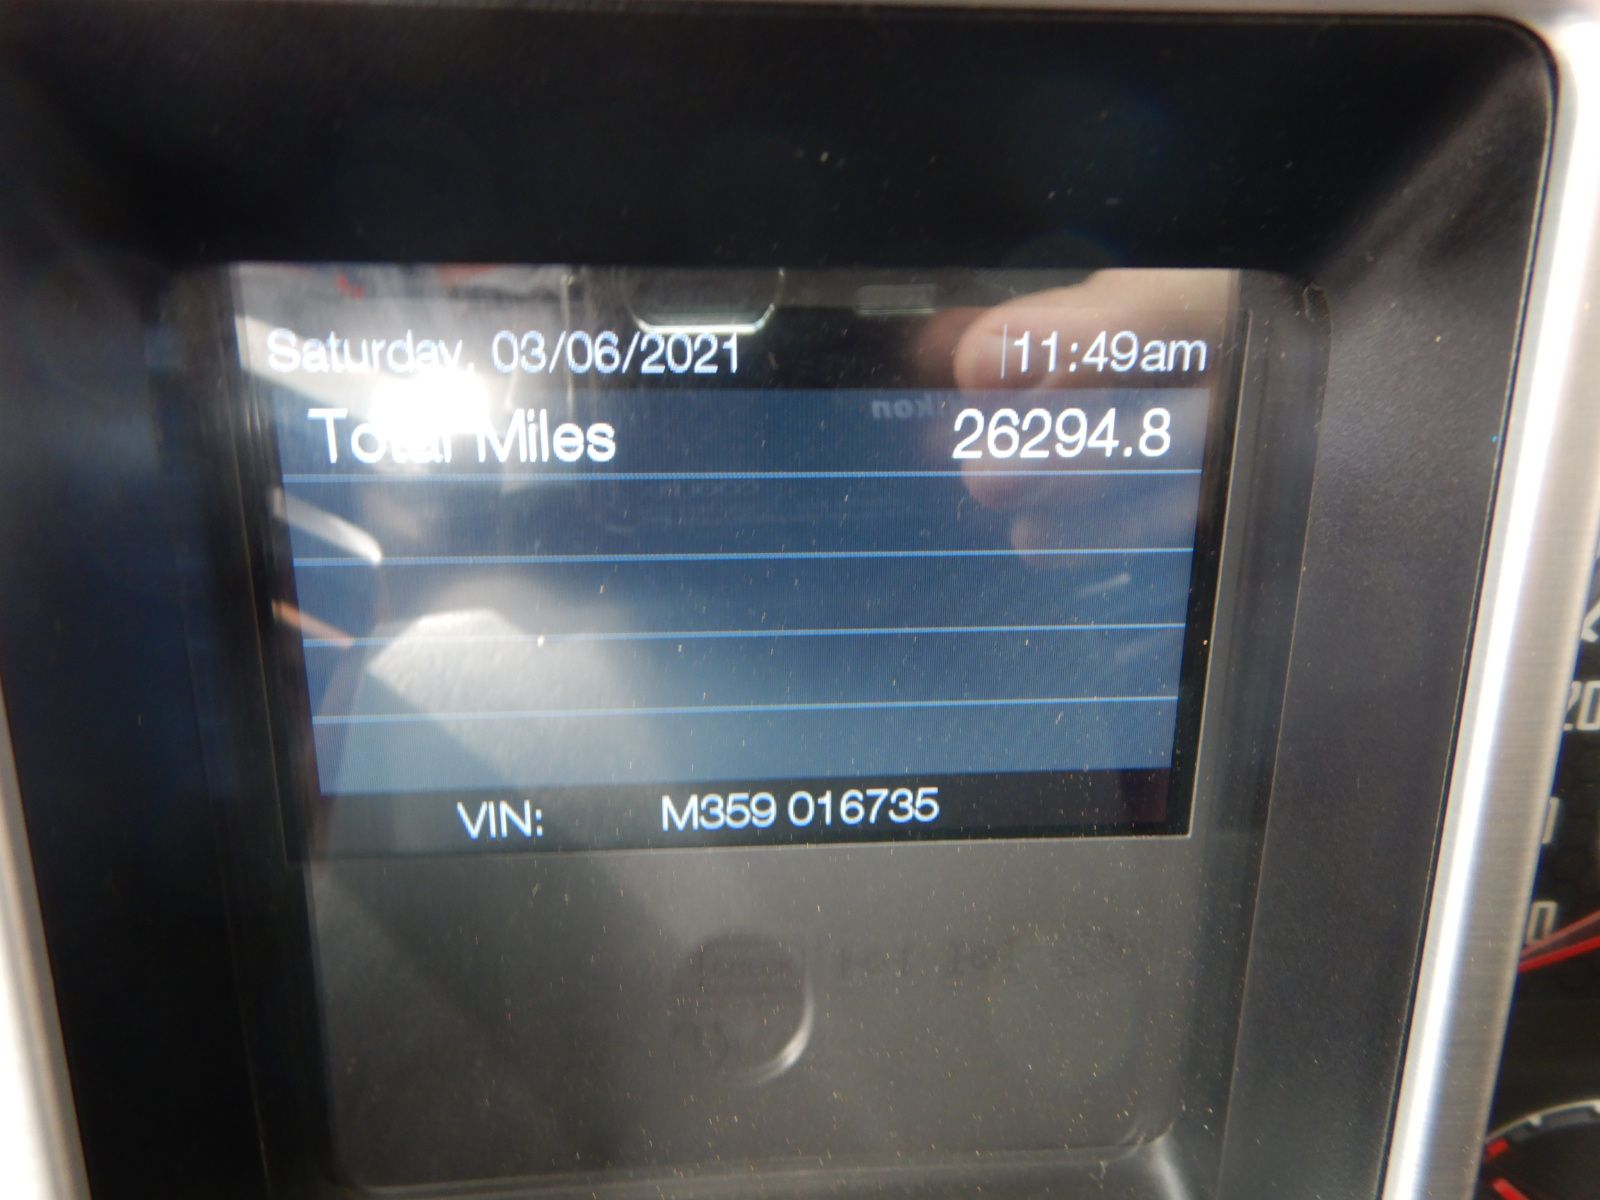 Saturday, 03/06/2021 11:49am
Total Miles 26294.8
VIN: M359 016735